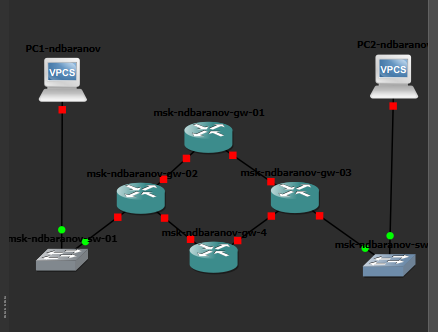 PC1-ndbaranov
PC2-ndbaranov
VPCS
VPCS
msk-ndbaranov-gw-01
msk-ndbaranov-gw-02
msk-ndbaranov-gw-03
msk-ndbaranov-gw-4
msk-ndbaranov-sw-01
msk-ndbaranov-sw